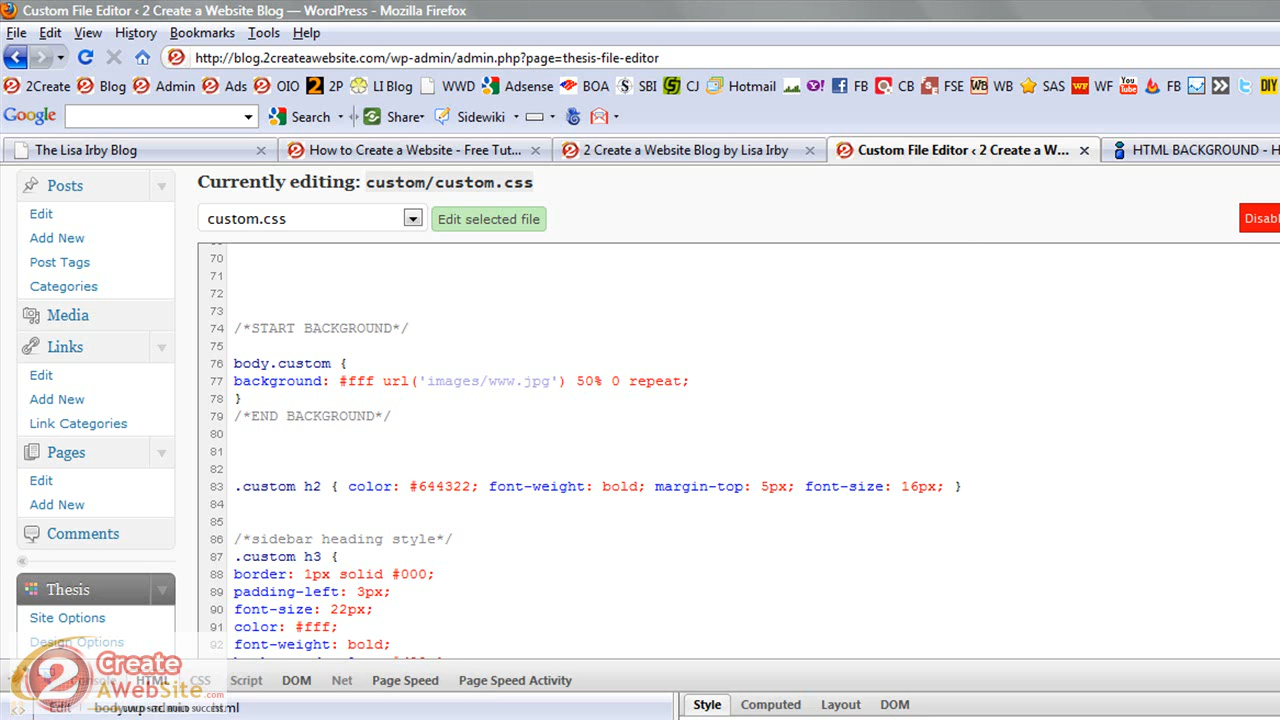 Custom File Editor ‹ 2 Create a Website Blog — WordPress - Mozilla Firefox
File Edit View History Bookmarks Tools Help
http://blog.2createawebsite.com/wp-admin/admin.php?page=thesis-file-editor
2Create Blog Admin Ads OIO 2P LI Blog WWD Adsense BOA SBI CJ Hotmail FB CB FSE WB SAS WF FB DIY
Google Search Share Sidewiki
The Lisa Irby Blog How to Create a Website - Free Tut... 2 Create a Website Blog by Lisa Irby Custom File Editor ‹ 2 Create a W... HTML BACKGROUND - H
Posts
Edit
Add New
Post Tags
Categories
Media
Links
Edit
Add New
Link Categories
Pages
Edit
Add New
Comments
Thesis
Site Options
Design Options
Currently editing: custom/custom.css
custom.css Edit selected file Disabl
70
71
72
73
74 /*START BACKGROUND*/
75
76 body.custom {
77 background: #fff url('images/www.jpg') 50% 0 repeat;
78 }
79 /*END BACKGROUND*/
80
81
82
83 .custom h2 { color: #644322; font-weight: bold; margin-top: 5px; font-size: 16px; }
84
85
86 /*sidebar heading style*/
87 .custom h3 {
88 border: 1px solid #000;
89 padding-left: 3px;
90 font-size: 22px;
91 color: #fff;
92 font-weight: bold;
Console HTML CSS Script DOM Net Page Speed Page Speed Activity
Edit
Style Computed Layout DOM
2 Create
AWebSite.com